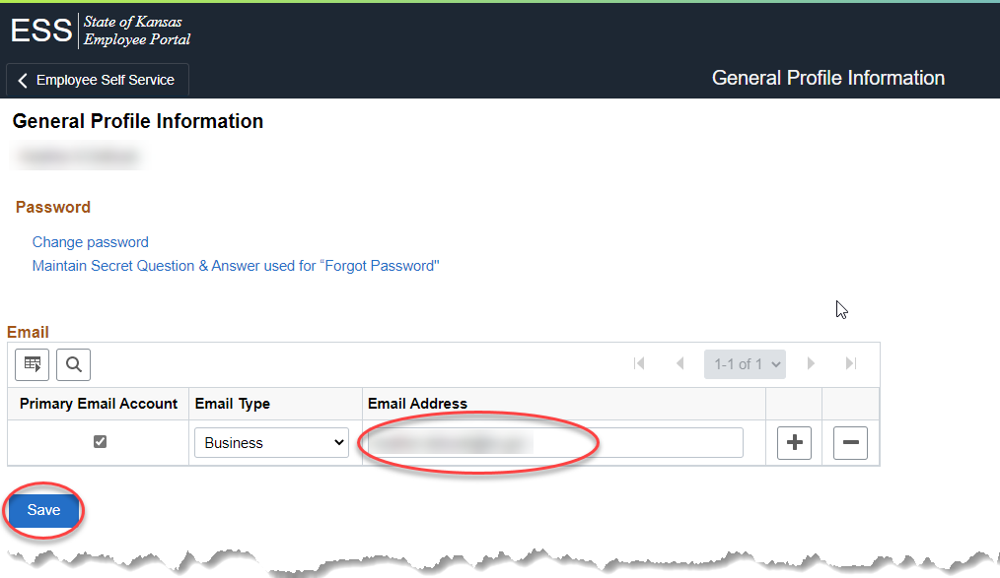 ESS
State of Kansas
Employee Portal
Employee Self Service
General Profile Information
General Profile Information
Password
Change password
Maintain Secret Question & Answer used for “Forgot Password"
Email
1-1 of 1
Primary Email Account Email Type Email Address
Business
Save